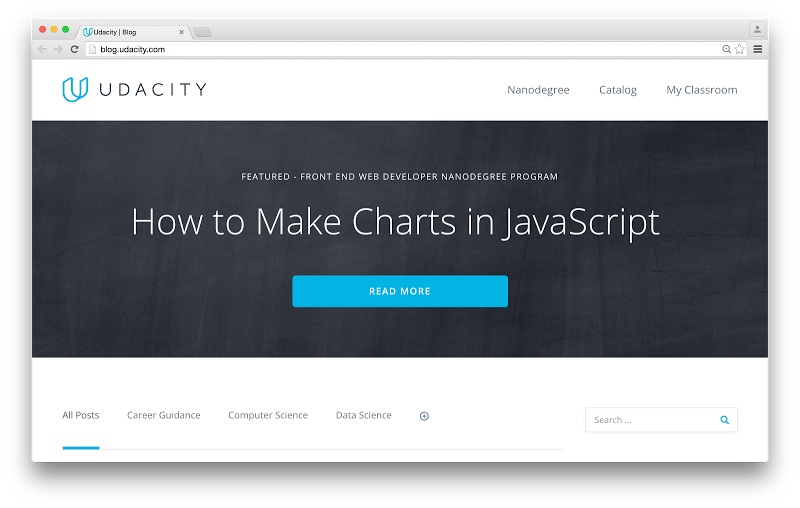 Udacity | Blog
blog.udacity.com
UDACITY
Nanodegree
Catalog
My Classroom
FEATURED - FRONT END WEB DEVELOPER NANODEGREE PROGRAM
How to Make Charts in JavaScript
READ MORE
All Posts
Career Guidance
Computer Science
Data Science
Search ...